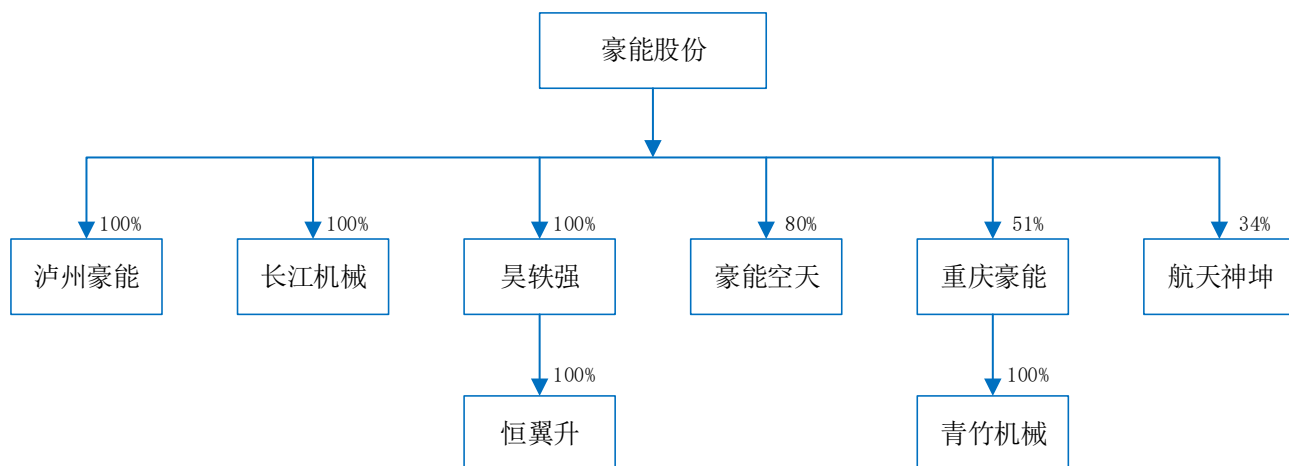 豪能股份
100%
100%
100%
80%
51%
34%
泸州豪能
长江机械
昊轶强
豪能空天
重庆豪能
航天神坤
100%
100%
恒翼升
青竹机械